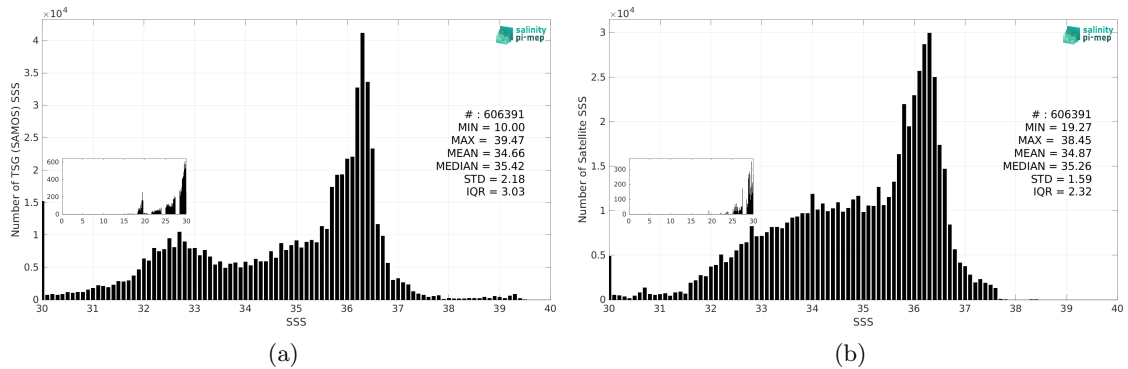 ×10⁴
Number of TSG (SAMOS) SSS
4
3.5
3
2.5
2
1.5
1
0.5
0
30 31 32 33 34 35 36 37 38 39 40
SSS
salinity
pi-mep
# : 606391
MIN = 10.00
MAX = 39.47
MEAN = 34.66
MEDIAN = 35.42
STD = 2.18
IQR = 3.03
600
400
200
0
0 5 10 15 20 25 30
(a)
×10⁴
Number of Satellite SSS
3
2.5
2
1.5
1
0.5
0
30 31 32 33 34 35 36 37 38 39 40
SSS
salinity
pi-mep
# : 606391
MIN = 19.27
MAX = 38.45
MEAN = 34.87
MEDIAN = 35.26
STD = 1.59
IQR = 2.32
300
200
100
0
0 5 10 15 20 25 30
(b)